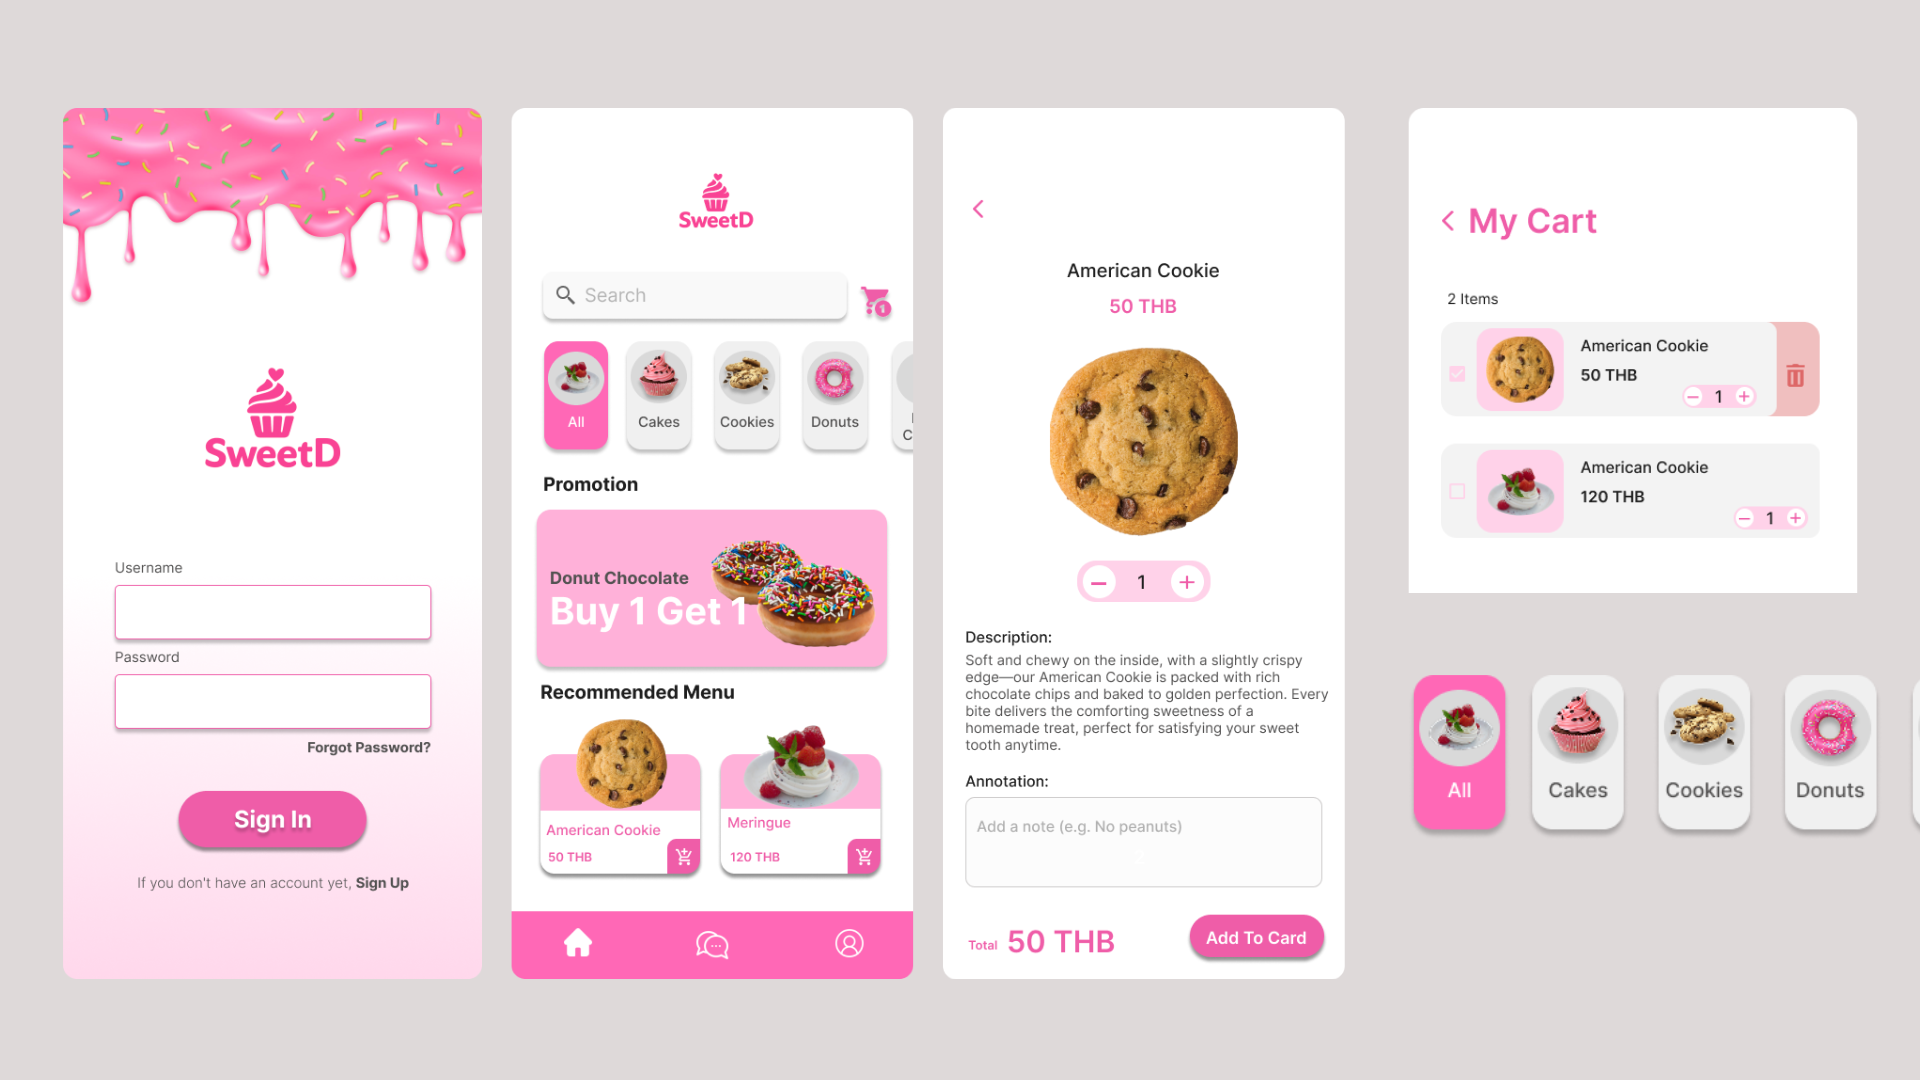 SweetD
Username
Password
Forgot Password?
Sign In
If you don't have an account yet, Sign Up
SweetD
Search
1
All
Cakes
Cookies
Donuts
C
Promotion
Donut Chocolate
Buy 1 Get 1
Recommended Menu
American Cookie
50 THB
Meringue
120 THB
American Cookie
50 THB
1
Description:
Soft and chewy on the inside, with a slightly crispy
edge—our American Cookie is packed with rich
chocolate chips and baked to golden perfection. Every
bite delivers the comforting sweetness of a
homemade treat, perfect for satisfying your sweet
tooth anytime.
Annotation:
Add a note (e.g. No peanuts)
Total 50 THB
Add To Card
My Cart
2 Items
American Cookie
50 THB
1
American Cookie
120 THB
1
All
Cakes
Cookies
Donuts